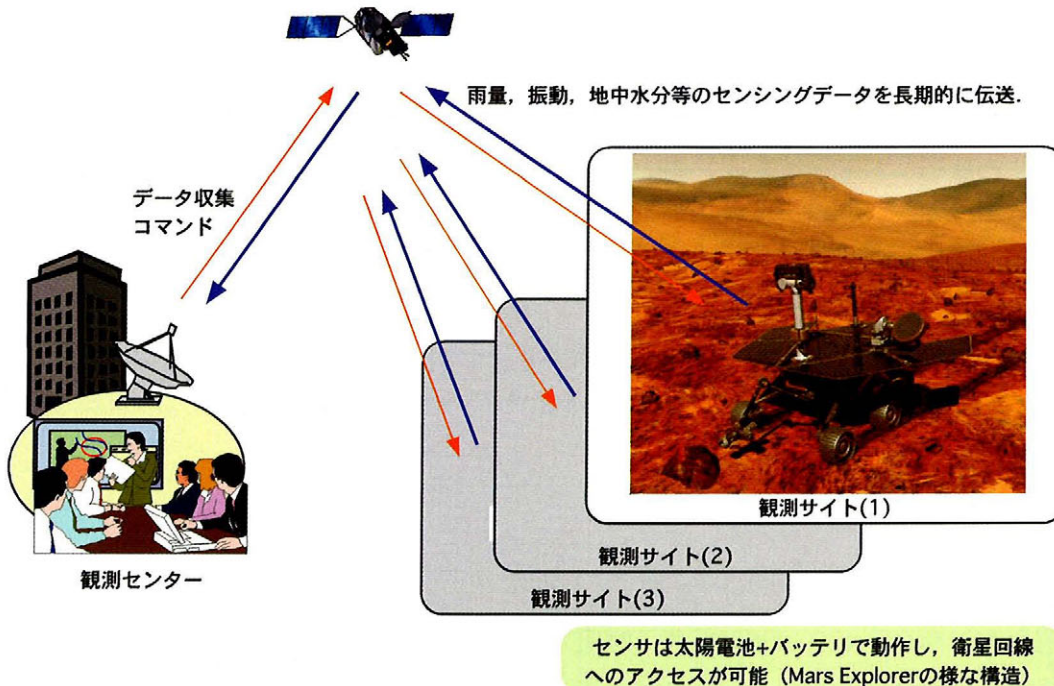 雨量，振動，地中水分等のセンシングデータを長期的に伝送．
データ収集
コマンド
観測サイト(1)
観測サイト(2)
観測サイト(3)
観測センター
センサは太陽電池+バッテリで動作し，衛星回線
へのアクセスが可能（Mars Explorerの様な構造）